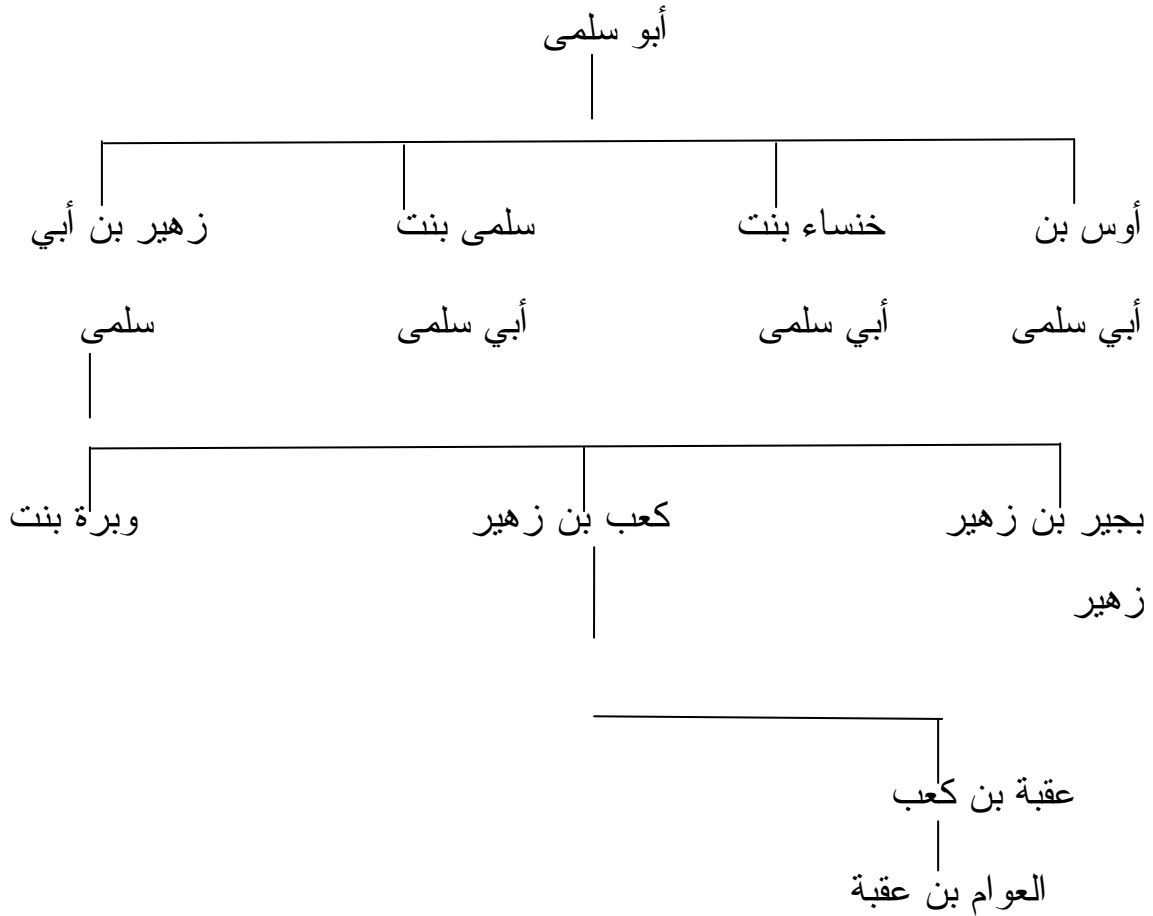 أبو سلمى
أوس بن خنساء بنت سلمى بنت زهير بن أبي
أبي سلمى أبي سلمى أبي سلمى سلمى
بجير بن زهير كعب بن زهير وبرة بنت
زهير
عقبة بن كعب
العوام بن عقبة